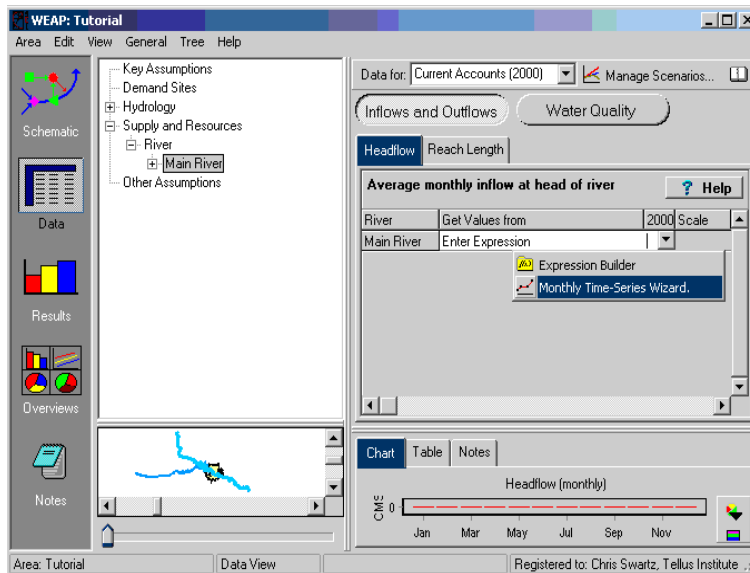 WEAP: Tutorial
Area Edit View General Tree Help
Schematic
Data
Results
Overviews
Notes
Key Assumptions
Demand Sites
Hydrology
Supply and Resources
River
Main River
Other Assumptions
Data for: Current Accounts (2000) Manage Scenarios...
Inflows and Outflows Water Quality
Headflow Reach Length
Average monthly inflow at head of river ? Help
River Get Values from 2000 Scale
Main River Enter Expression
Expression Builder
Monthly Time-Series Wizard.
Chart Table Notes
Headflow (monthly)
CMS
0
Jan Mar May Jul Sep Nov
Area: Tutorial Data View Registered to: Chris Swartz, Tellus Institute